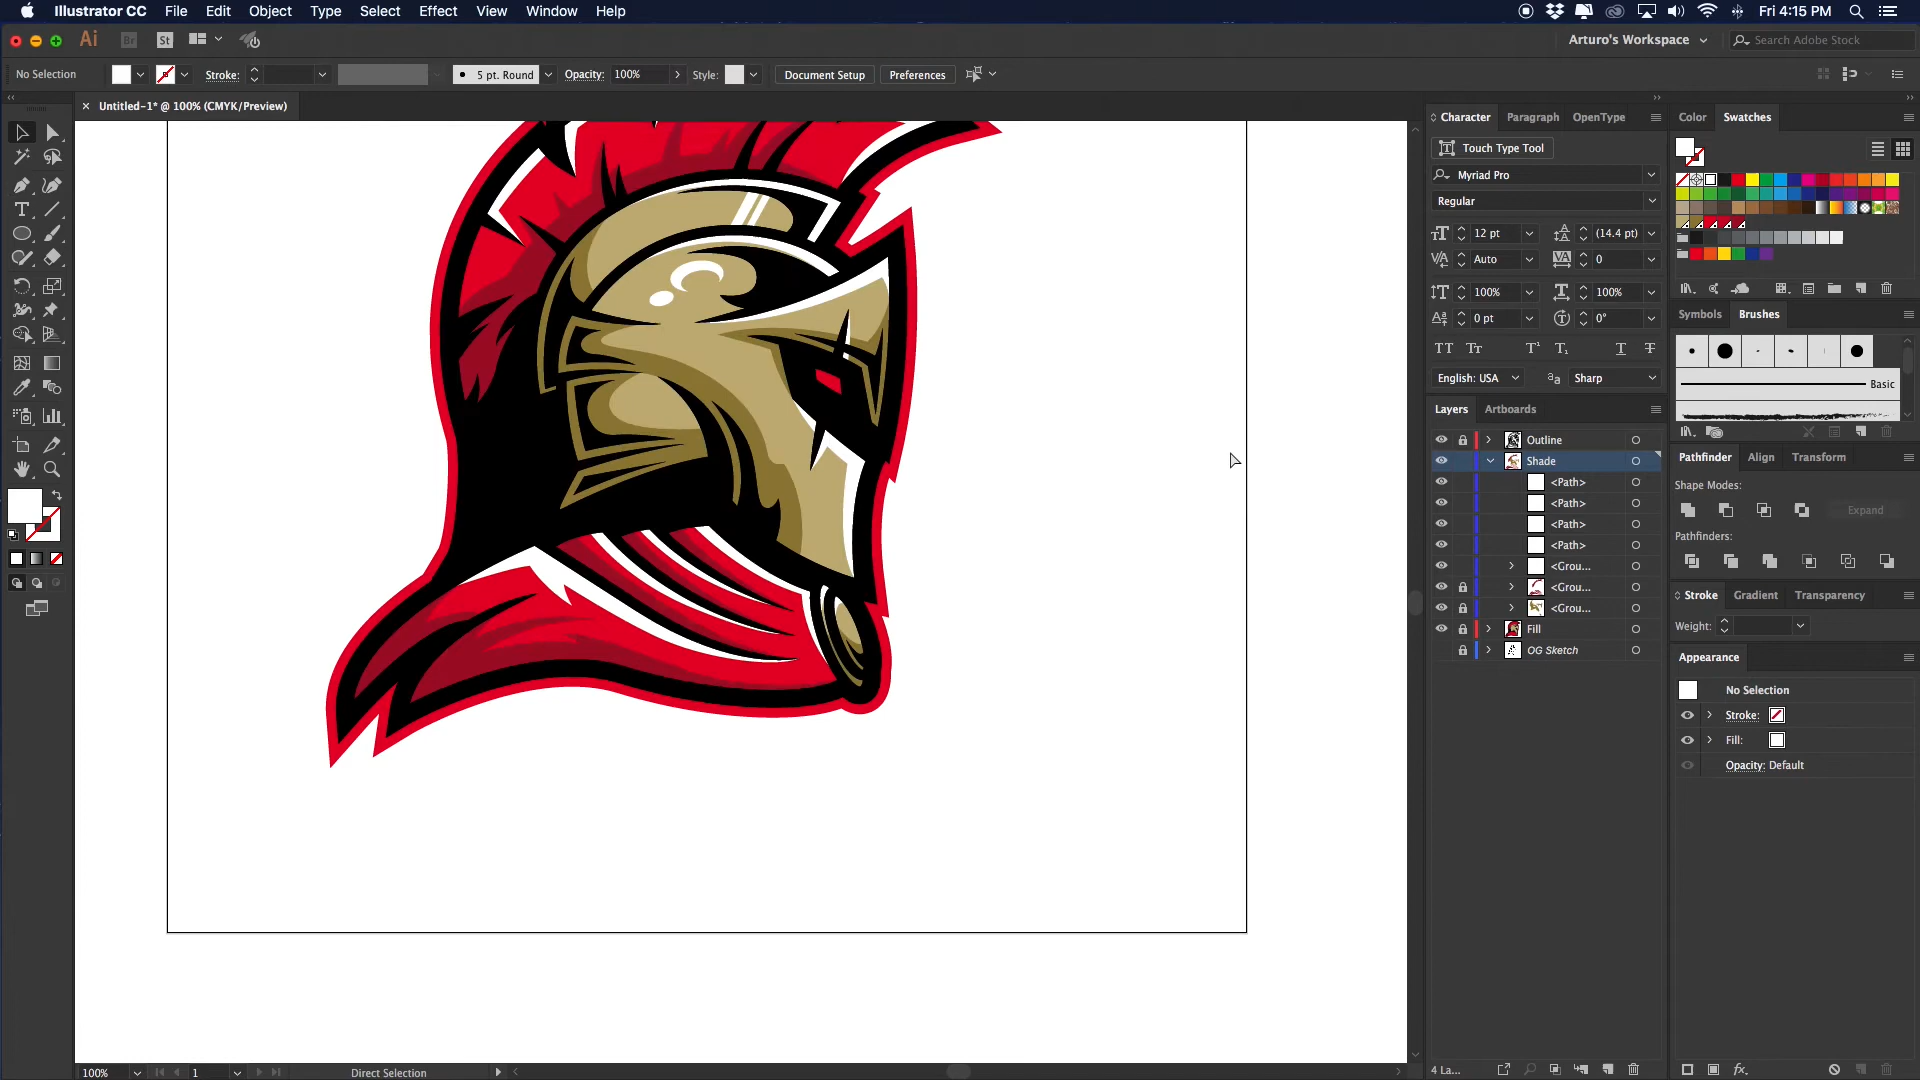 Illustrator CC File Edit Object Type Select Effect View Window Help Fri 4:15 PM
Ai Br St Arturo's Workspace Search Adobe Stock
No Selection Stroke: 5 pt. Round Opacity: 100% Style: Document Setup Preferences
Untitled-1* @ 100% (CMYK/Preview)
Character Paragraph OpenType
Touch Type Tool
Myriad Pro
Regular
12 pt (14.4 pt)
Auto 0
100% 100%
0 pt 0°
English: USA Sharp
Layers Artboards
Outline
Shade
<Path>
<Path>
<Path>
<Path>
<Grou...
<Grou...
<Grou...
Fill
OG Sketch
4 La...
Color Swatches
Symbols Brushes
Basic
Pathfinder Align Transform
Shape Modes:
Expand
Pathfinders:
Stroke Gradient Transparency
Weight:
Appearance
No Selection
Stroke:
Fill:
Opacity: Default
fx
100% 1 Direct Selection